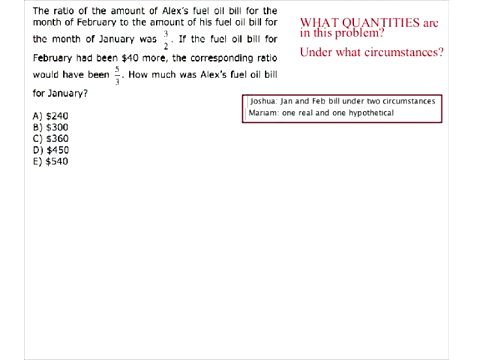 The ratio of the amount of Alex's fuel oil bill for the
month of February to the amount of his fuel oil bill for
the month of January was 3/2. If the fuel oil bill for
February had been $40 more, the corresponding ratio
would have been 5/3. How much was Alex's fuel oil bill
for January?
A) $240
B) $300
C) $360
D) $450
E) $540
WHAT QUANTITIES are
in this problem?
Under what circumstances?
Joshua: Jan and Feb bill under two circumstances
Mariam: one real and one hypothetical